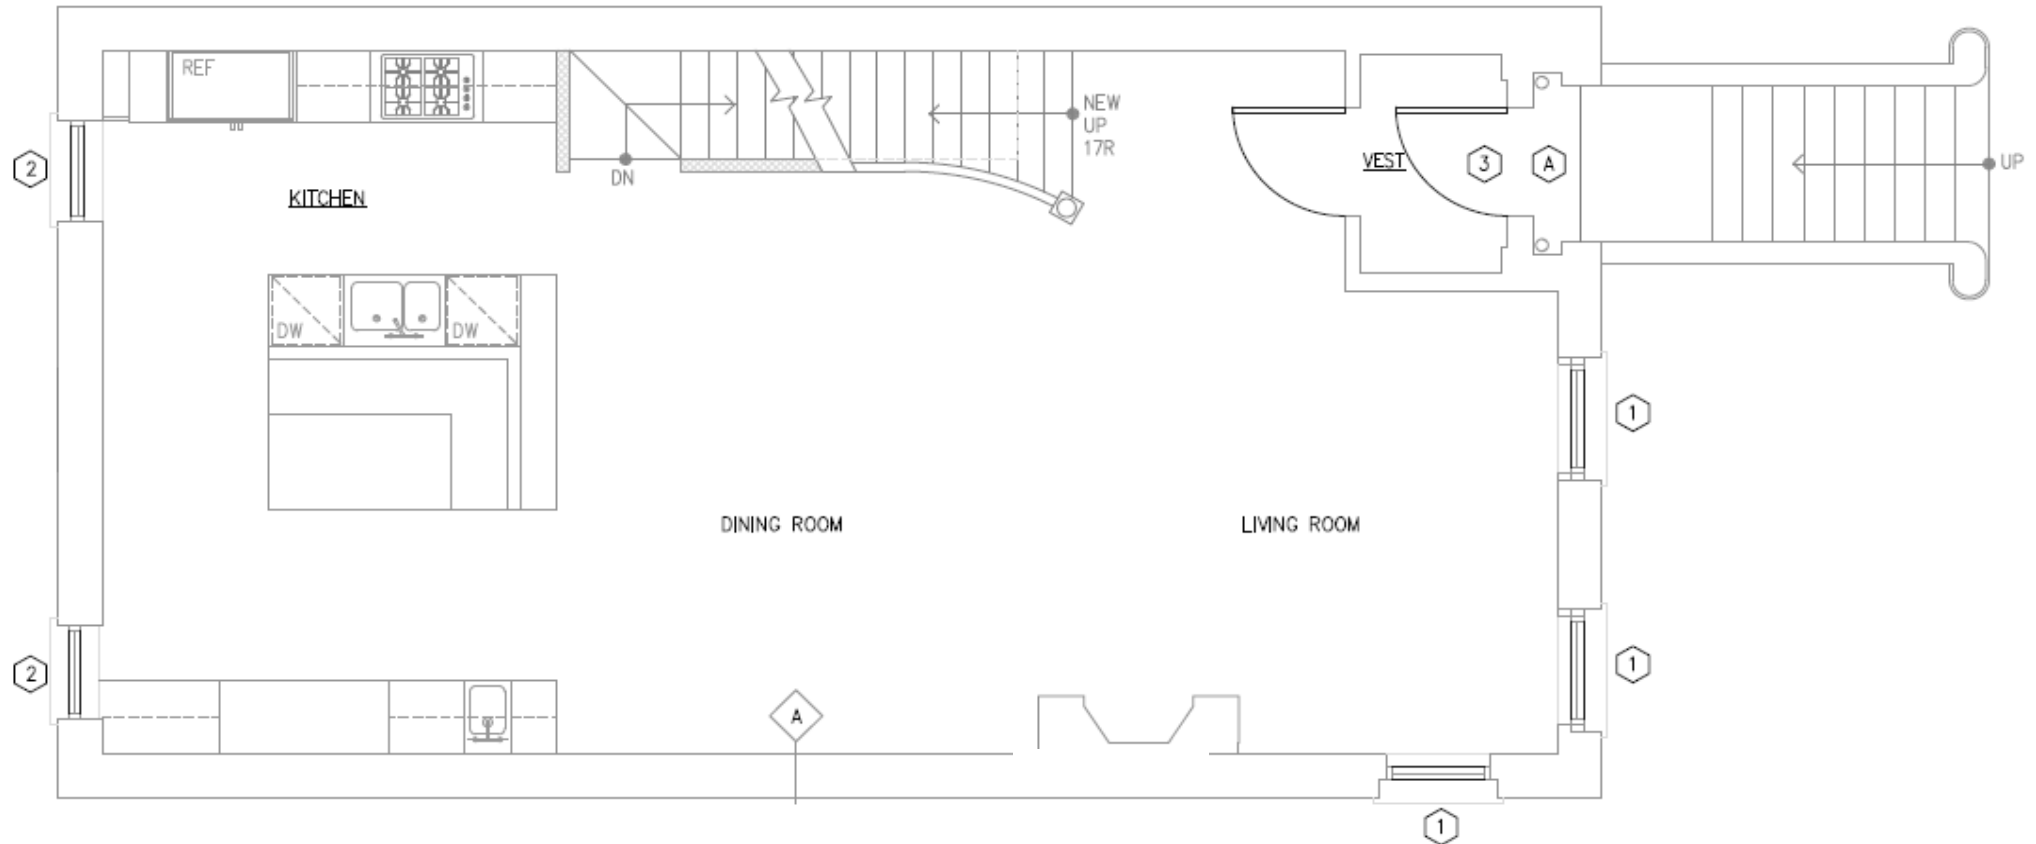 REF
NEW
UP
17R
VEST
3
A
UP
2
DN
KITCHEN
DW
DW
1
DINING ROOM
LIVING ROOM
2
1
A
1